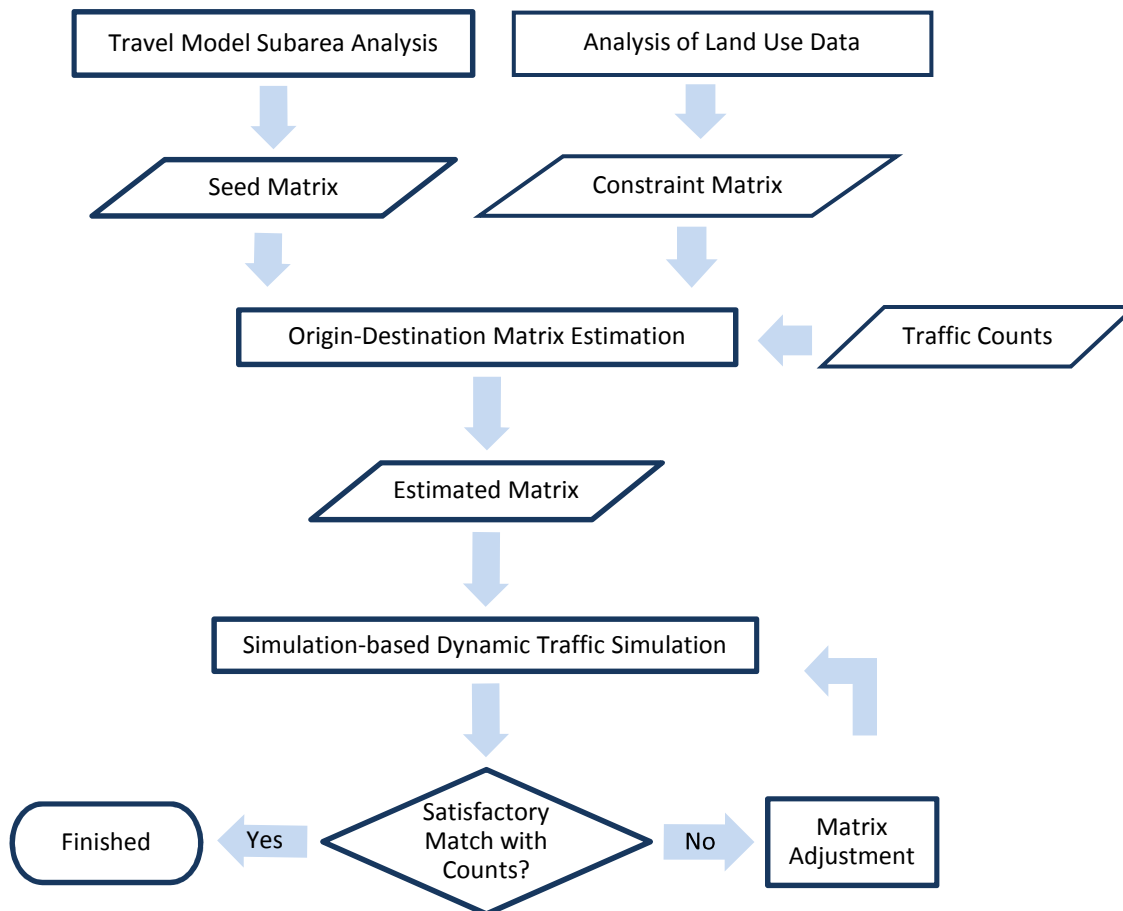 Travel Model Subarea Analysis
Analysis of Land Use Data
Seed Matrix
Constraint Matrix
Origin-Destination Matrix Estimation
Traffic Counts
Estimated Matrix
Simulation-based Dynamic Traffic Simulation
Finished
Yes
Satisfactory
Match with
Counts?
No
Matrix
Adjustment